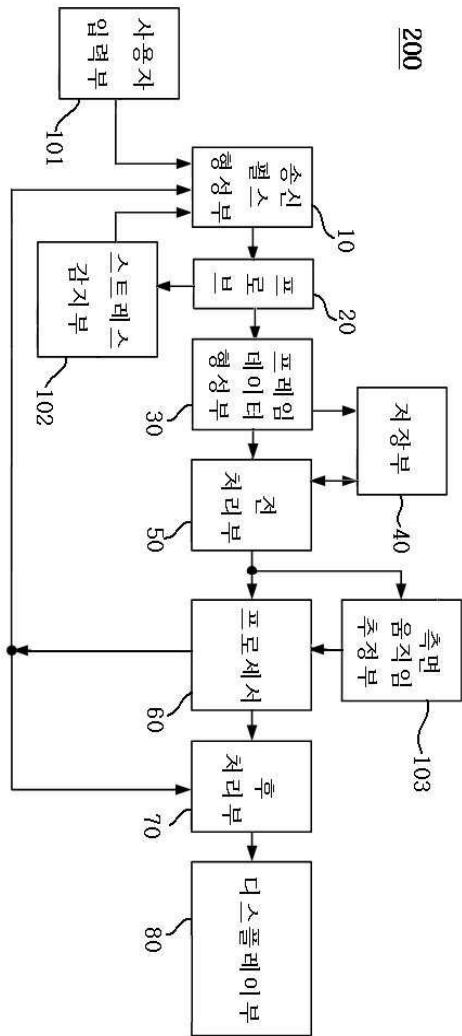 200
사용자
입력부
101
송신
펄스
형성부
10
스트레스
감지부
102
프로
브
20
프레임
데이터
형성부
30
저장부
40
전
처리부
50
측면
움직임
추정부
103
프로세서
60
후
처리부
70
디스플레이부
80